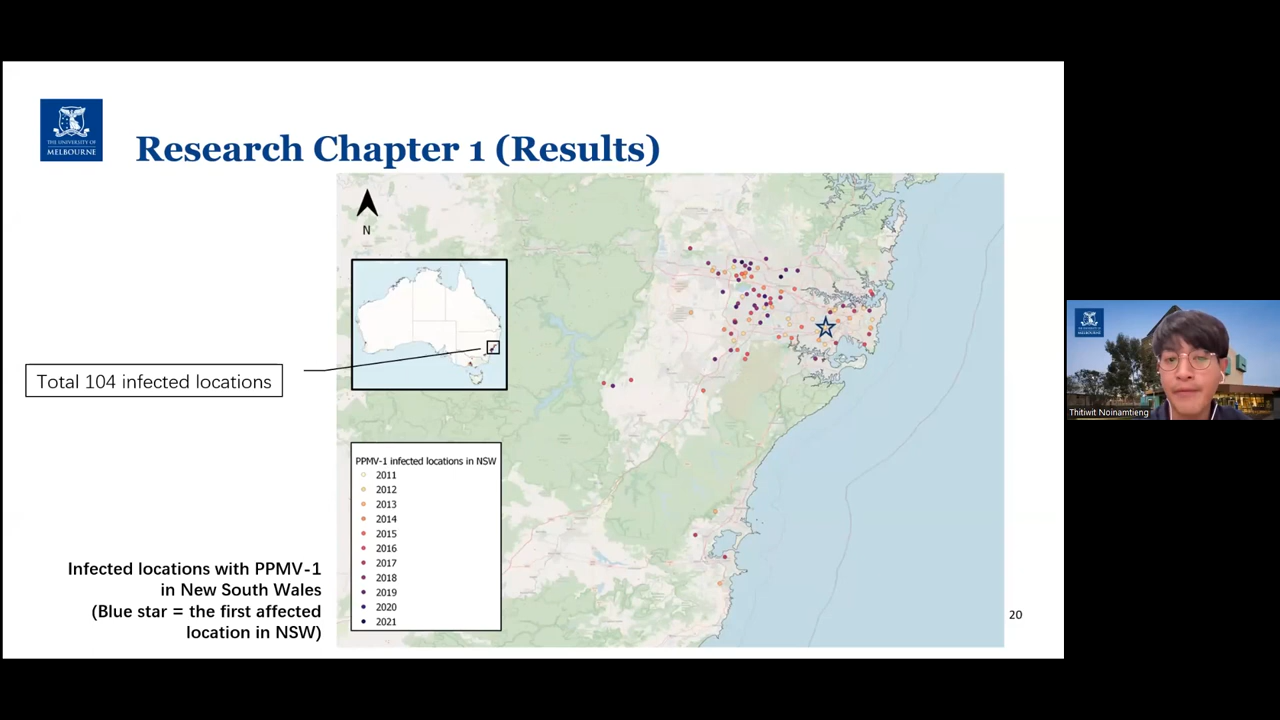 THE UNIVERSITY OF
MELBOURNE
Research Chapter 1 (Results)
N
Total 104 infected locations
PPMV-1 infected locations in NSW
2011
2012
2013
2014
2015
2016
2017
2018
2019
2020
2021
Infected locations with PPMV-1
in New South Wales
(Blue star = the first affected
location in NSW)
20
Thitiwit Noinamtieng